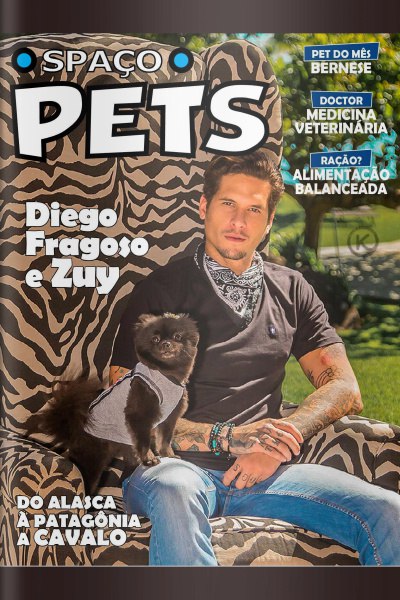 SPAÇO
PETS
PET DO MÊS
BERNESE
DOCTOR
MEDICINA
VETERINÁRIA
RAÇÃO?
ALIMENTAÇÃO
BALANCEADA
K
Diego
Fragoso
e Zuy
DO ALASCA
À PATAGÔNIA
A CAVALO